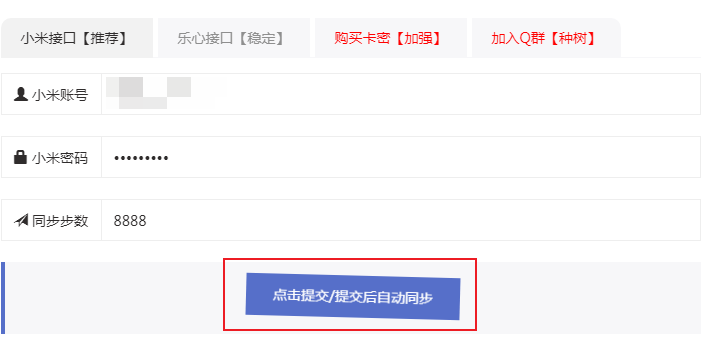 小米接口【推荐】 乐心接口【稳定】 购买卡密【加强】 加入Q群【种树】
小米账号
小米密码 •••••••••
同步步数 8888
点击提交/提交后自动同步